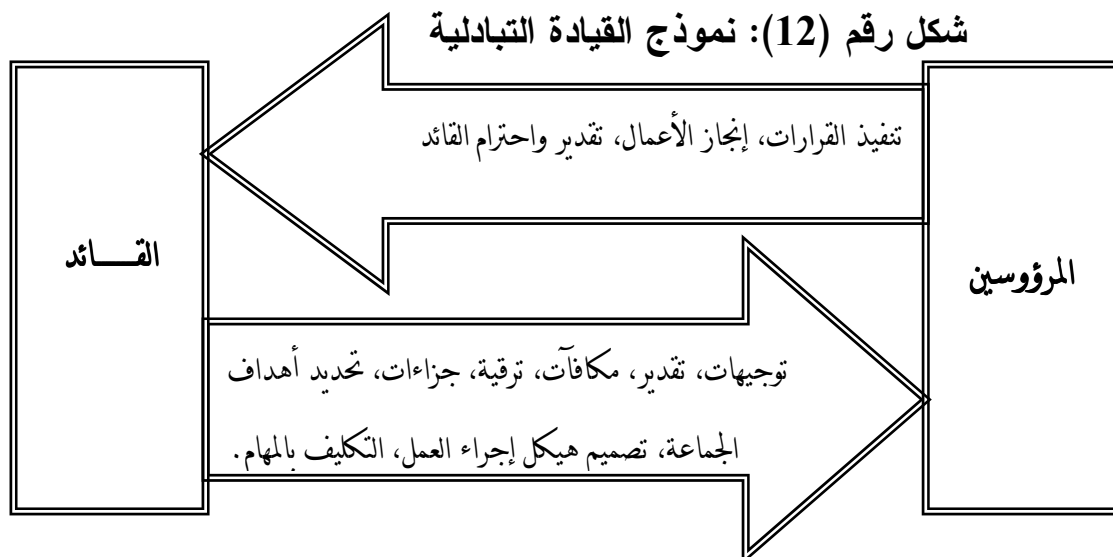 شكل رقم (12): نموذج القيادة التبادلية
تنفيذ القرارات، إنجاز الأعمال، تقدير واحترام القائد
المرؤوسين
القـــــائد
توجيهات، تقدير، مكافآت، ترقية، جزاءات، تحديد أهداف
الجماعة، تصميم هيكل إجراء العمل، التكليف بالمهام.